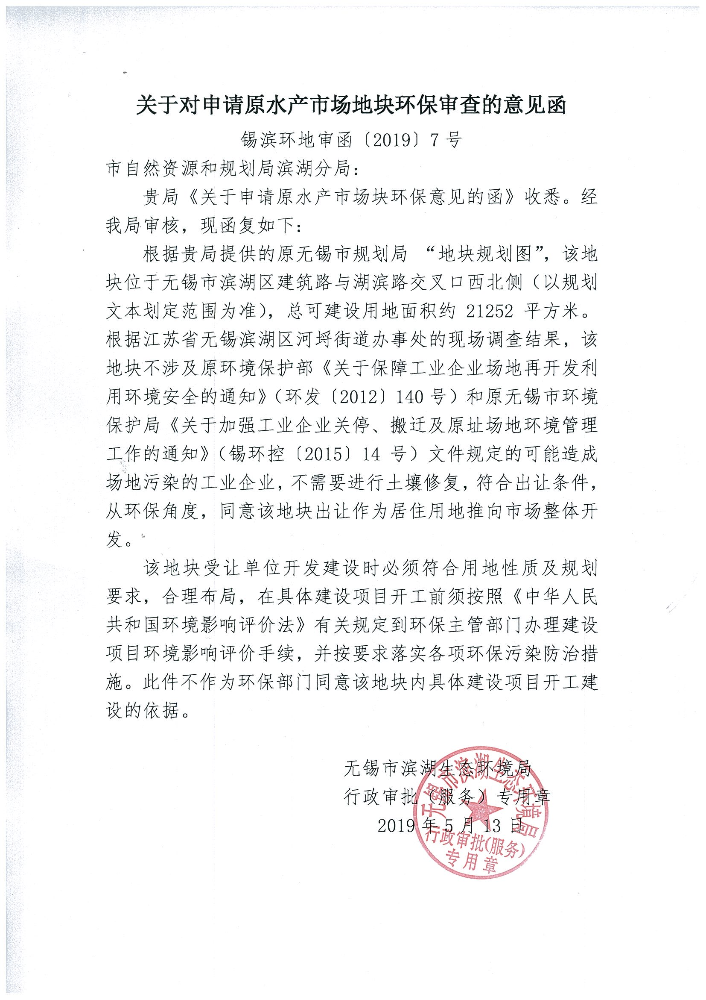 关于对申请原水产市场地块环保审查的意见函
锡滨环地审函〔2019〕7号
市自然资源和规划局滨湖分局：
贵局《关于申请原水产市场块环保意见的函》收悉。经
我局审核，现函复如下：
根据贵局提供的原无锡市规划局 “地块规划图”，该地
块位于无锡市滨湖区建筑路与湖滨路交叉口西北侧（以规划
文本划定范围为准），总可建设用地面积约 21252 平方米。
根据江苏省无锡滨湖区河埒街道办事处的现场调查结果，该
地块不涉及原环境保护部《关于保障工业企业场地再开发利
用环境安全的通知》（环发〔2012〕140号）和原无锡市环境
保护局《关于加强工业企业关停、搬迁及原址场地环境管理
工作的通知》（锡环控〔2015〕14 号）文件规定的可能造成
场地污染的工业企业，不需要进行土壤修复，符合出让条件，
从环保角度，同意该地块出让作为居住用地推向市场整体开
发。
该地块受让单位开发建设时必须符合用地性质及规划
要求，合理布局，在具体建设项目开工前须按照《中华人民
共和国环境影响评价法》有关规定到环保主管部门办理建设
项目环境影响评价手续，并按要求落实各项环保污染防治措
施。此件不作为环保部门同意该地块内具体建设项目开工建
设的依据。
无锡市滨湖生态环境局
行政审批（服务）专用章
2019年5月13日
无锡市滨湖生态环境局
行政审批(服务)
专用章